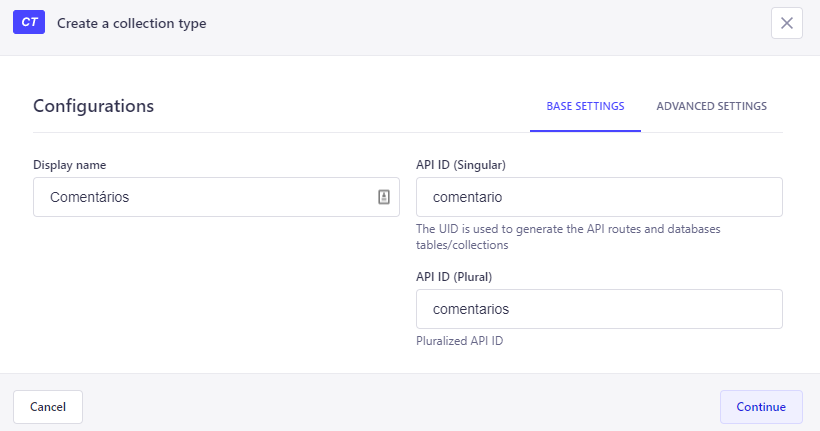 CT Create a collection type
Configurations
BASE SETTINGS ADVANCED SETTINGS
Display name
Comentários
API ID (Singular)
comentario
The UID is used to generate the API routes and databases
tables/collections
API ID (Plural)
comentarios
Pluralized API ID
Cancel
Continue